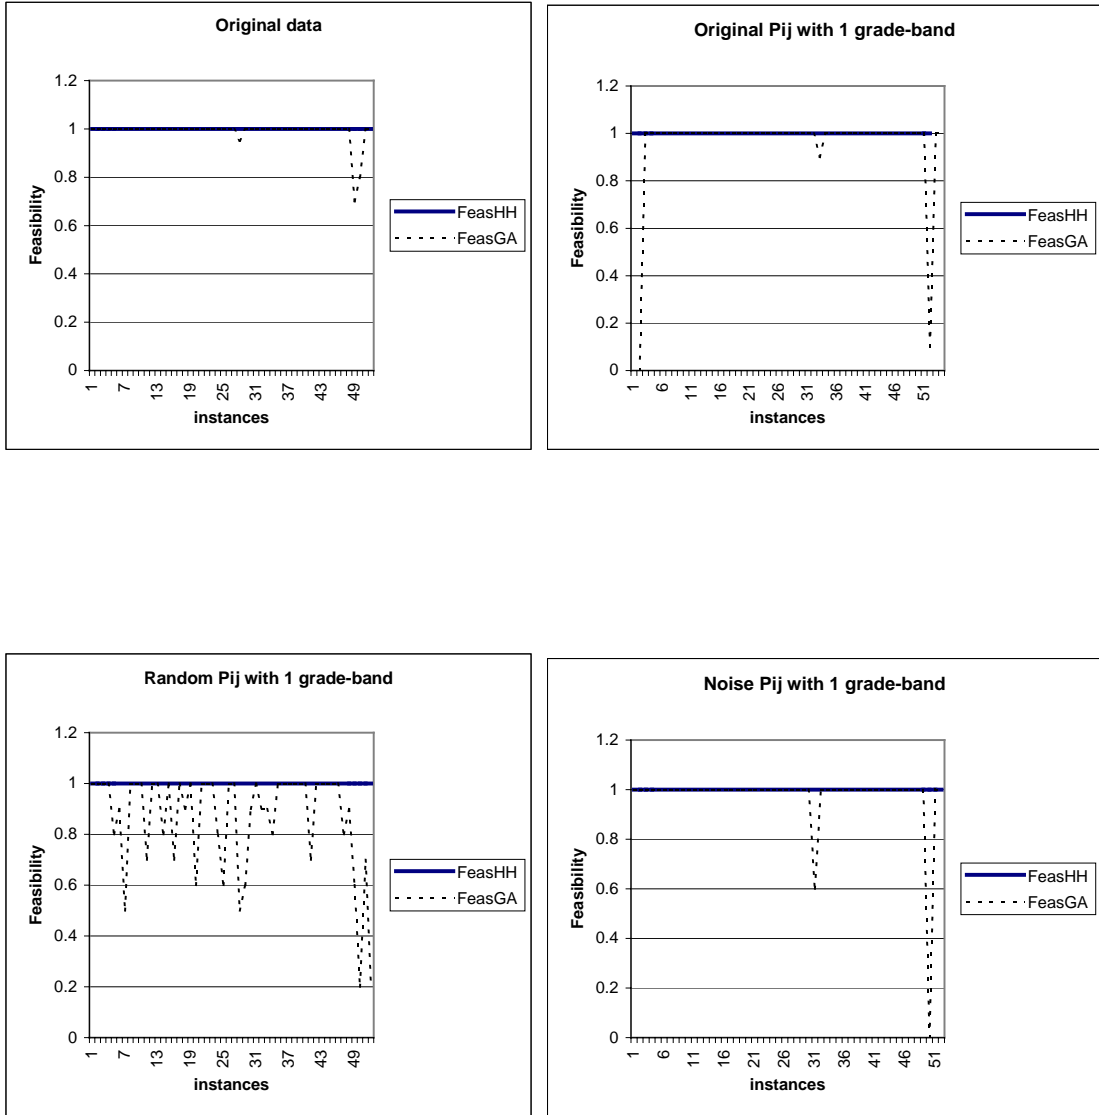 Original data
1.2
1
0.8
0.6
0.4
0.2
0
Feasibility
1 7 13 19 25 31 37 43 49
instances
FeasHH
FeasGA
Original Pij with 1 grade-band
1.2
1
0.8
0.6
0.4
0.2
0
Feasibility
1 6 11 16 21 26 31 36 41 46 51
instances
FeasHH
FeasGA
Random Pij with 1 grade-band
1.2
1
0.8
0.6
0.4
0.2
0
Feasibility
1 7 13 19 25 31 37 43 49
instances
FeasHH
FeasGA
Noise Pij with 1 grade-band
1.2
1
0.8
0.6
0.4
0.2
0
Feasibility
1 6 11 16 21 26 31 36 41 46 51
instances
FeasHH
FeasGA